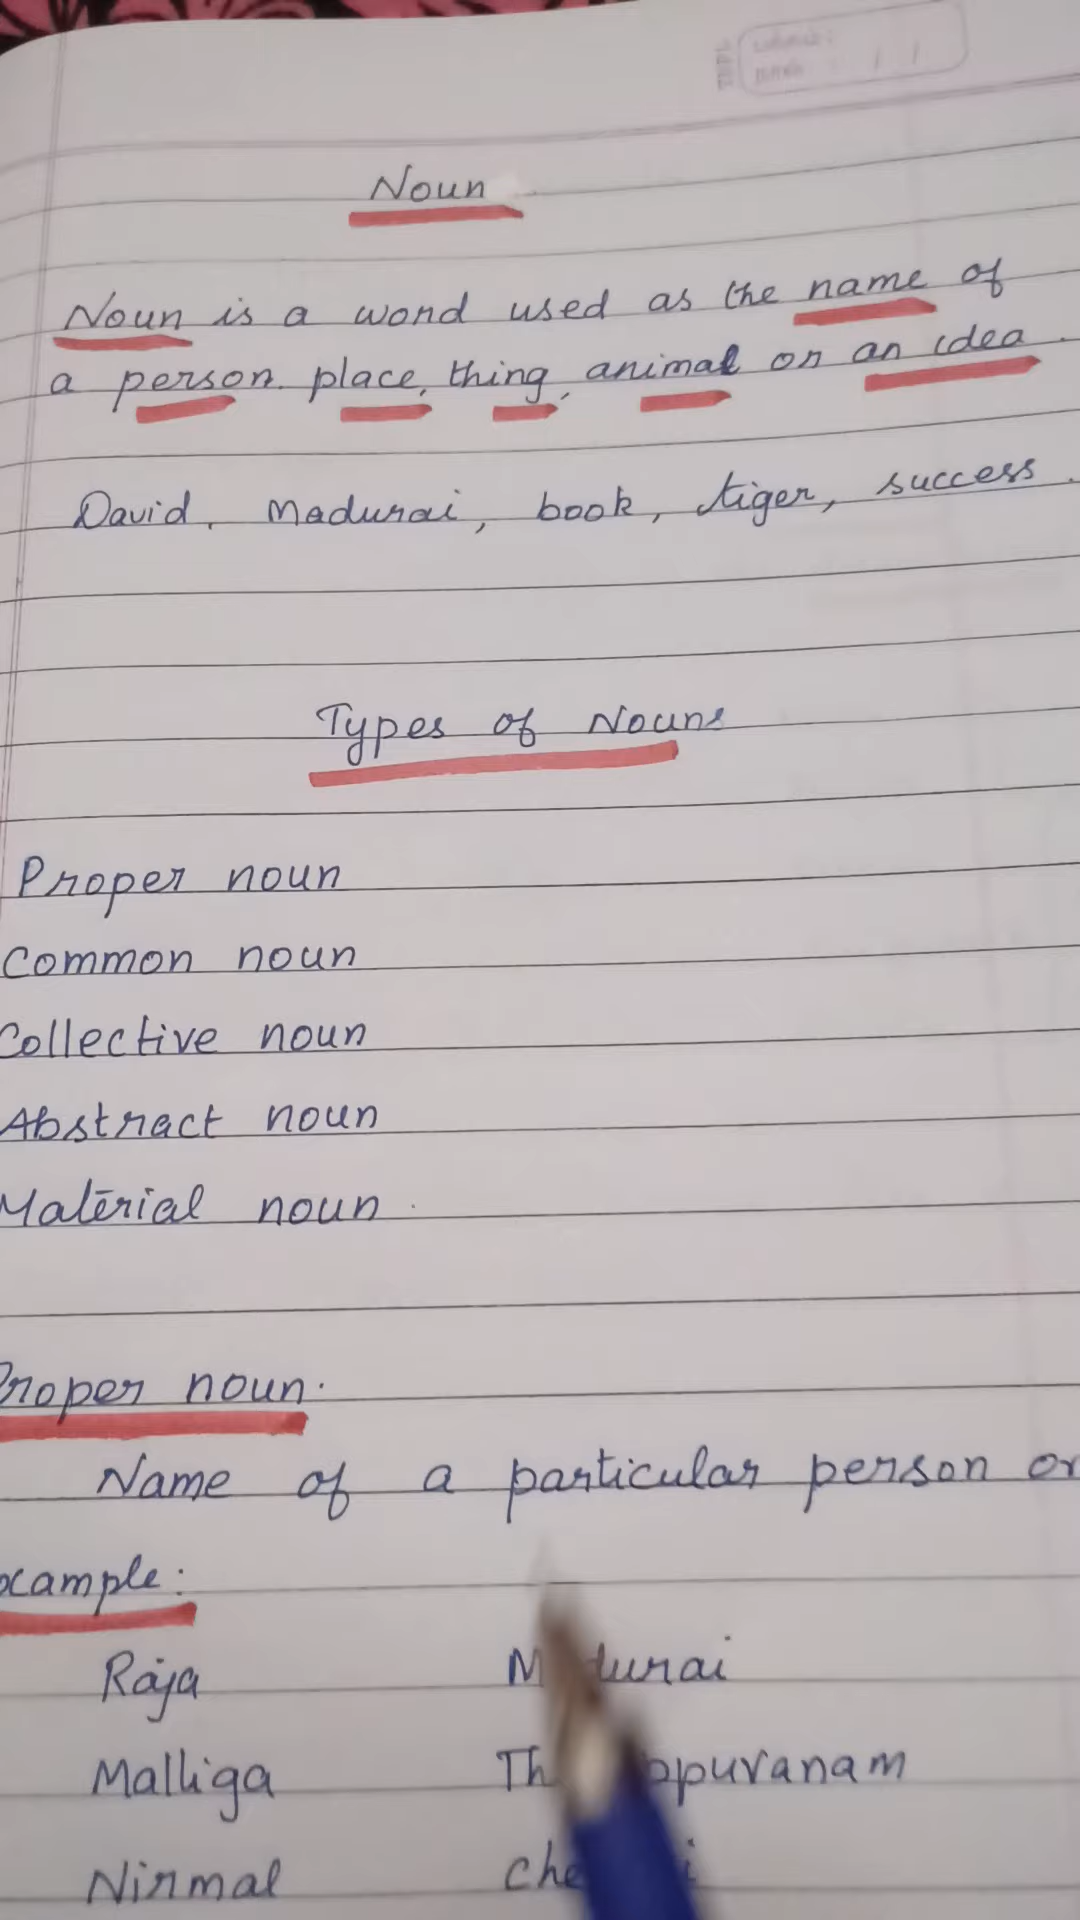 Noun
Noun is a word used as the name of
a person. place, thing, animal or an idea.
David, Madurai, book, tiger, success.
Types of Nouns
Proper noun
Common noun
Collective noun
Abstract noun
Material noun.
Proper noun.
Name of a particular person or
Example:
Raja
Malliga Th ppuvanam
Nirmal